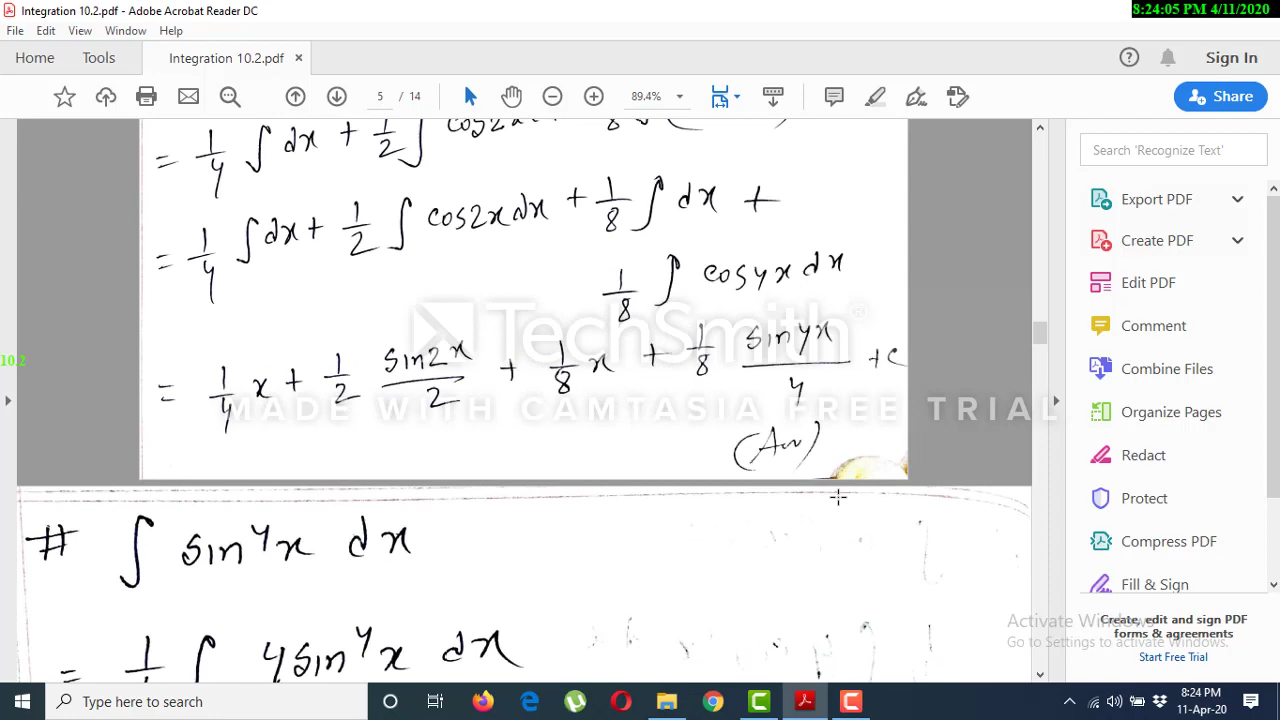 Integration 10.2.pdf - Adobe Acrobat Reader DC
8:24:05 PM 4/11/2020
File Edit View Window Help
Home Tools Integration 10.2.pdf × Sign In
5 / 14 89.4% Share
= 1/4 ∫ dx + 1/2 ∫ cos2x
= 1/4 ∫ dx + 1/2 ∫ cos2x dx + 1/8 ∫ dx +
1/8 ∫ cos4x dx
= 1/4 x + 1/2 sin2x/2 + 1/8 x + 1/8 sin4x/4 + c
(Ans)
# ∫ sin⁴x dx
= ∫ 4sin⁴x dx
10.2
TechSmith®
MADE WITH CAMTASIA FREE TRIAL
Search 'Recognize Text'
Export PDF
Create PDF
Edit PDF
Comment
Combine Files
Organize Pages
Redact
Protect
Compress PDF
Fill & Sign
Create, edit and sign PDF
forms & agreements
Start Free Trial
Activate Windows
Go to Settings to activate Windows.
Type here to search
8:24 PM
11-Apr-20